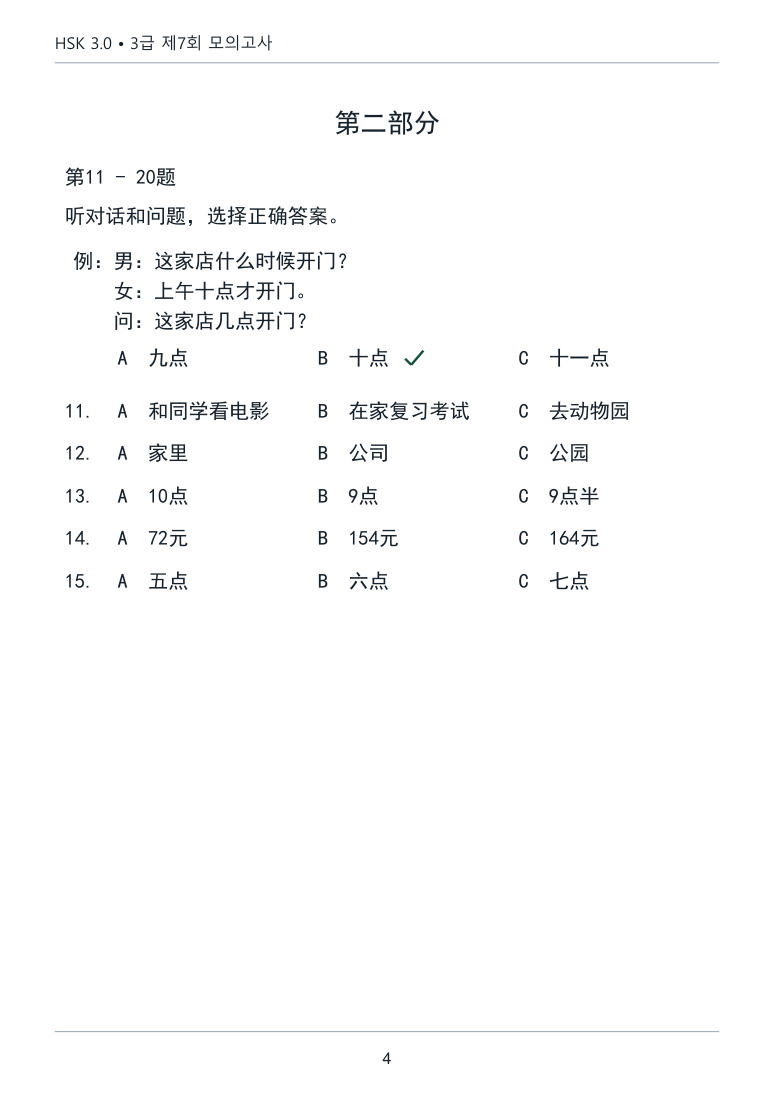 HSK 3.0 • 3급 제7회 모의고사
第二部分
第11 - 20题
听对话和问题，选择正确答案。
例：男：这家店什么时候开门？
女：上午十点才开门。
问：这家店几点开门？
A 九点 B 十点 ✓ C 十一点
11. A 和同学看电影 B 在家复习考试 C 去动物园
12. A 家里 B 公司 C 公园
13. A 10点 B 9点 C 9点半
14. A 72元 B 154元 C 164元
15. A 五点 B 六点 C 七点
4